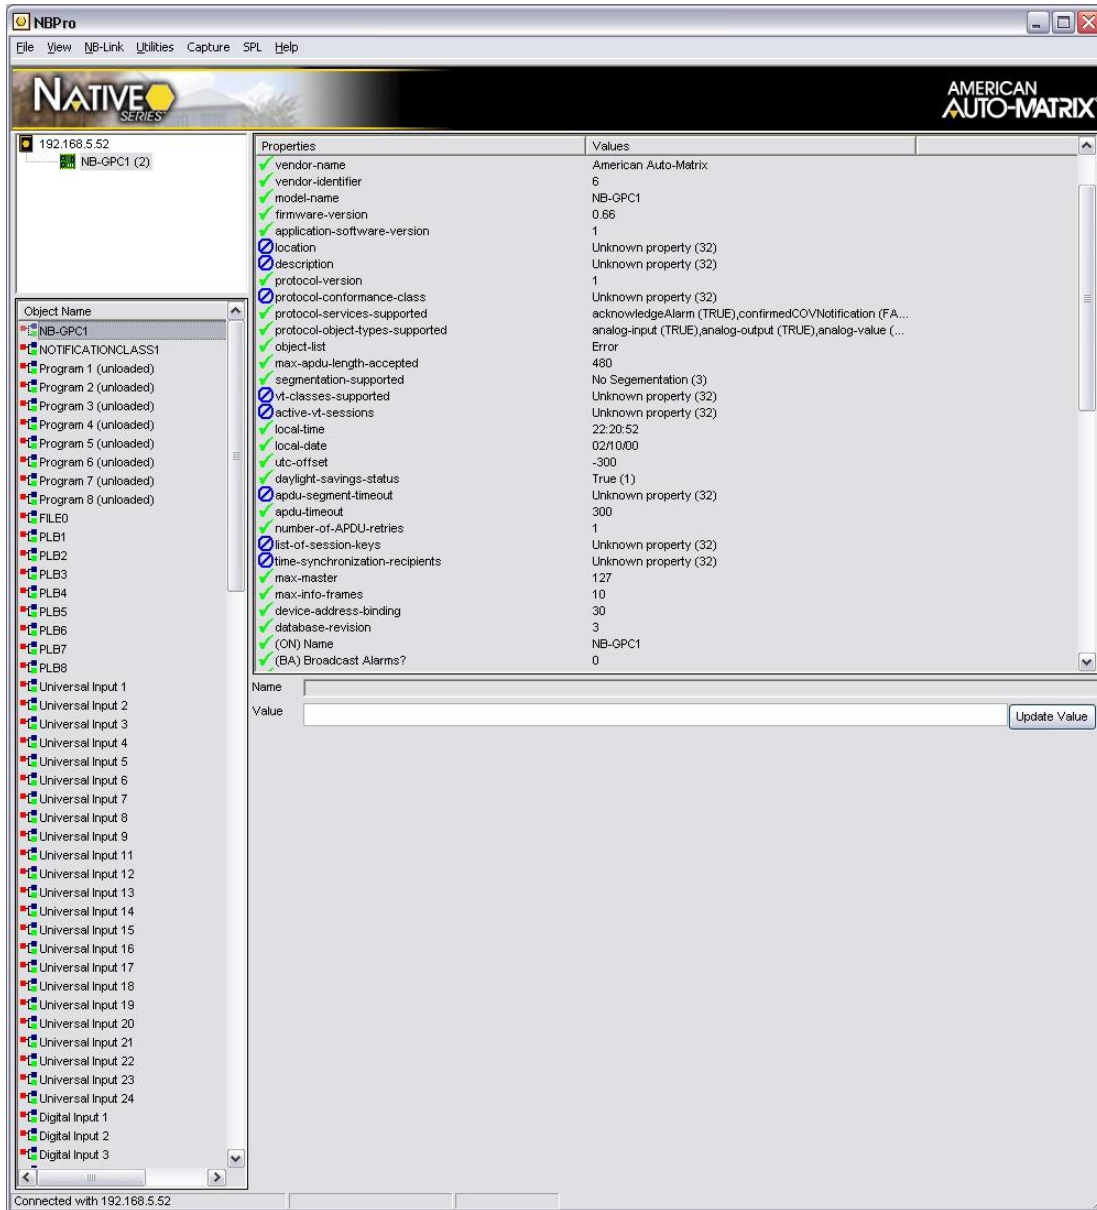 NBPro
File View NB-Link Utilities Capture SPL Help
NATIVE SERIES
AMERICAN AUTO-MATRIX
192.168.5.52
NB-GPC1 (2)
Properties Values
vendor-name American Auto-Matrix
vendor-identifier 6
model-name NB-GPC1
firmware-version 0.66
application-software-version 1
location Unknown property (32)
description Unknown property (32)
protocol-version 1
protocol-conformance-class Unknown property (32)
protocol-services-supported acknowledgeAlarm (TRUE),confirmedCOVNotification (FA...
protocol-object-types-supported analog-input (TRUE),analog-output (TRUE),analog-value (...
object-list Error
max-apdu-length-accepted 480
segmentation-supported No Segementation (3)
vt-classes-supported Unknown property (32)
active-vt-sessions Unknown property (32)
local-time 22:20:52
local-date 02/10/00
utc-offset -300
daylight-savings-status True (1)
apdu-segment-timeout Unknown property (32)
apdu-timeout 300
number-of-APDU-retries 1
list-of-session-keys Unknown property (32)
time-synchronization-recipients Unknown property (32)
max-master 127
max-info-frames 10
device-address-binding 30
database-revision 3
(ON) Name NB-GPC1
(BA) Broadcast Alarms? 0
Name
Value Update Value
Object Name
NB-GPC1
NOTIFICATIONCLASS1
Program 1 (unloaded)
Program 2 (unloaded)
Program 3 (unloaded)
Program 4 (unloaded)
Program 5 (unloaded)
Program 6 (unloaded)
Program 7 (unloaded)
Program 8 (unloaded)
FILE0
PLB1
PLB2
PLB3
PLB4
PLB5
PLB6
PLB7
PLB8
Universal Input 1
Universal Input 2
Universal Input 3
Universal Input 4
Universal Input 5
Universal Input 6
Universal Input 7
Universal Input 8
Universal Input 9
Universal Input 11
Universal Input 12
Universal Input 13
Universal Input 14
Universal Input 15
Universal Input 16
Universal Input 17
Universal Input 18
Universal Input 19
Universal Input 20
Universal Input 21
Universal Input 22
Universal Input 23
Universal Input 24
Digital Input 1
Digital Input 2
Digital Input 3
Connected with 192.168.5.52